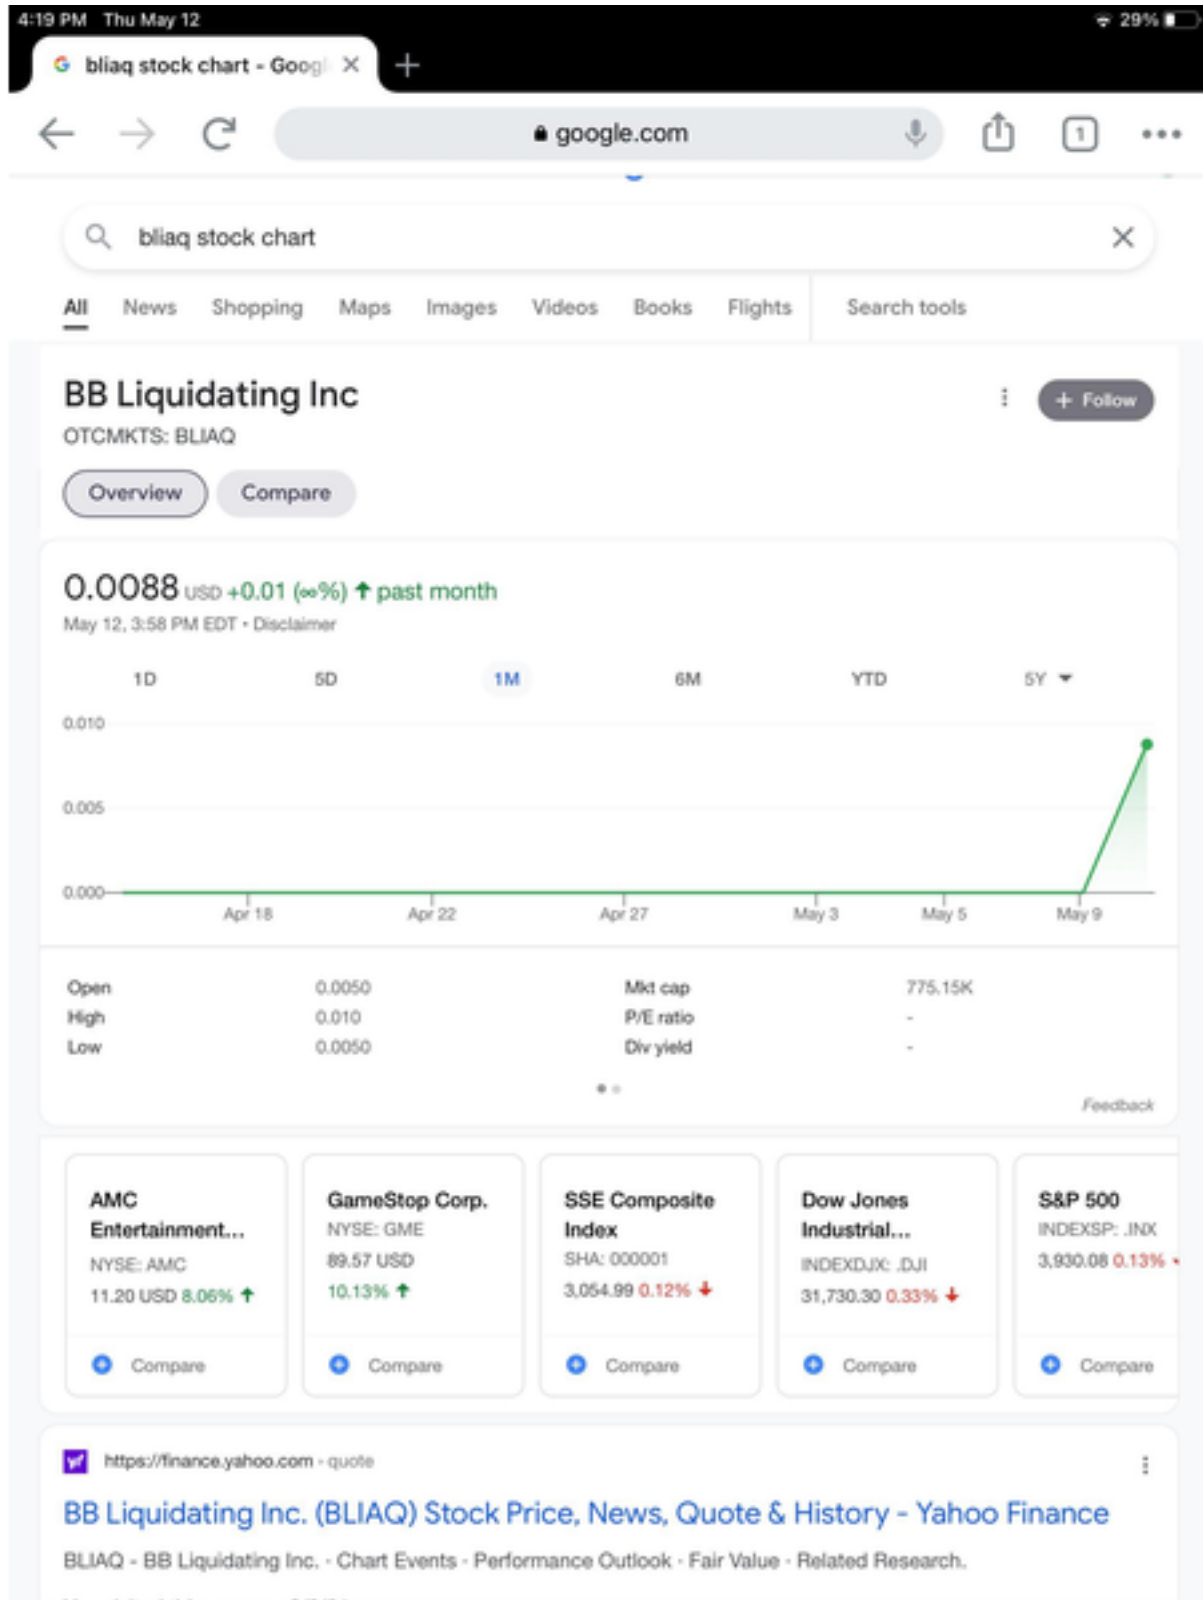 4:19 PM Thu May 12
29%
bliaq stock chart - Googl
google.com
1
bliaq stock chart
All News Shopping Maps Images Videos Books Flights Search tools
BB Liquidating Inc
+ Follow
OTCMKTS: BLIAQ
Overview Compare
0.0088 USD +0.01 (∞%) ↑ past month
May 12, 3:58 PM EDT • Disclaimer
1D 5D 1M 6M YTD 5Y
0.010
0.005
0.000
Apr 18 Apr 22 Apr 27 May 3 May 5 May 9
Open 0.0050 Mkt cap 775.15K
High 0.010 P/E ratio -
Low 0.0050 Div yield -
Feedback
AMC
Entertainment...
NYSE: AMC
11.20 USD 8.06% ↑
Compare
GameStop Corp.
NYSE: GME
89.57 USD
10.13% ↑
Compare
SSE Composite
Index
SHA: 000001
3,054.99 0.12% ↓
Compare
Dow Jones
Industrial...
INDEXDJX: .DJI
31,730.30 0.33% ↓
Compare
S&P 500
INDEXSP: .INX
3,930.08 0.13%
Compare
https://finance.yahoo.com › quote
BB Liquidating Inc. (BLIAQ) Stock Price, News, Quote & History - Yahoo Finance
BLIAQ - BB Liquidating Inc. · Chart Events · Performance Outlook · Fair Value · Related Research.